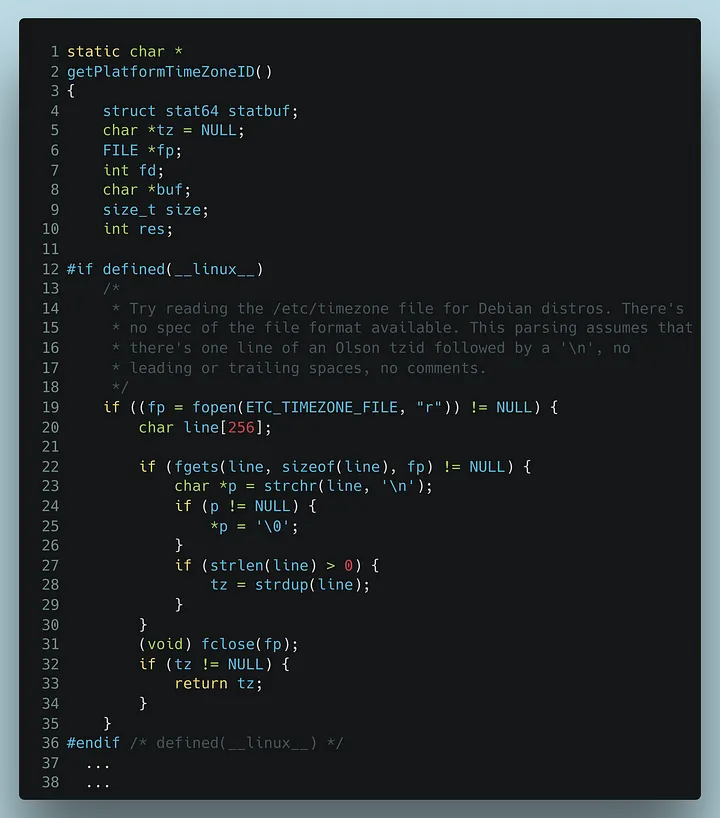 1 static char *
2 getPlatformTimeZoneID()
3 {
4     struct stat64 statbuf;
5     char *tz = NULL;
6     FILE *fp;
7     int fd;
8     char *buf;
9     size_t size;
10     int res;
11
12 #if defined(__linux__)
13     /*
14      * Try reading the /etc/timezone file for Debian distros. There's
15      * no spec of the file format available. This parsing assumes that
16      * there's one line of an Olson tzid followed by a '\n', no
17      * leading or trailing spaces, no comments.
18      */
19     if ((fp = fopen(ETC_TIMEZONE_FILE, "r")) != NULL) {
20         char line[256];
21
22         if (fgets(line, sizeof(line), fp) != NULL) {
23             char *p = strchr(line, '\n');
24             if (p != NULL) {
25                 *p = '\0';
26             }
27             if (strlen(line) > 0) {
28                 tz = strdup(line);
29             }
30         }
31         (void) fclose(fp);
32         if (tz != NULL) {
33             return tz;
34         }
35     }
36 #endif /* defined(__linux__) */
37   ...
38   ...